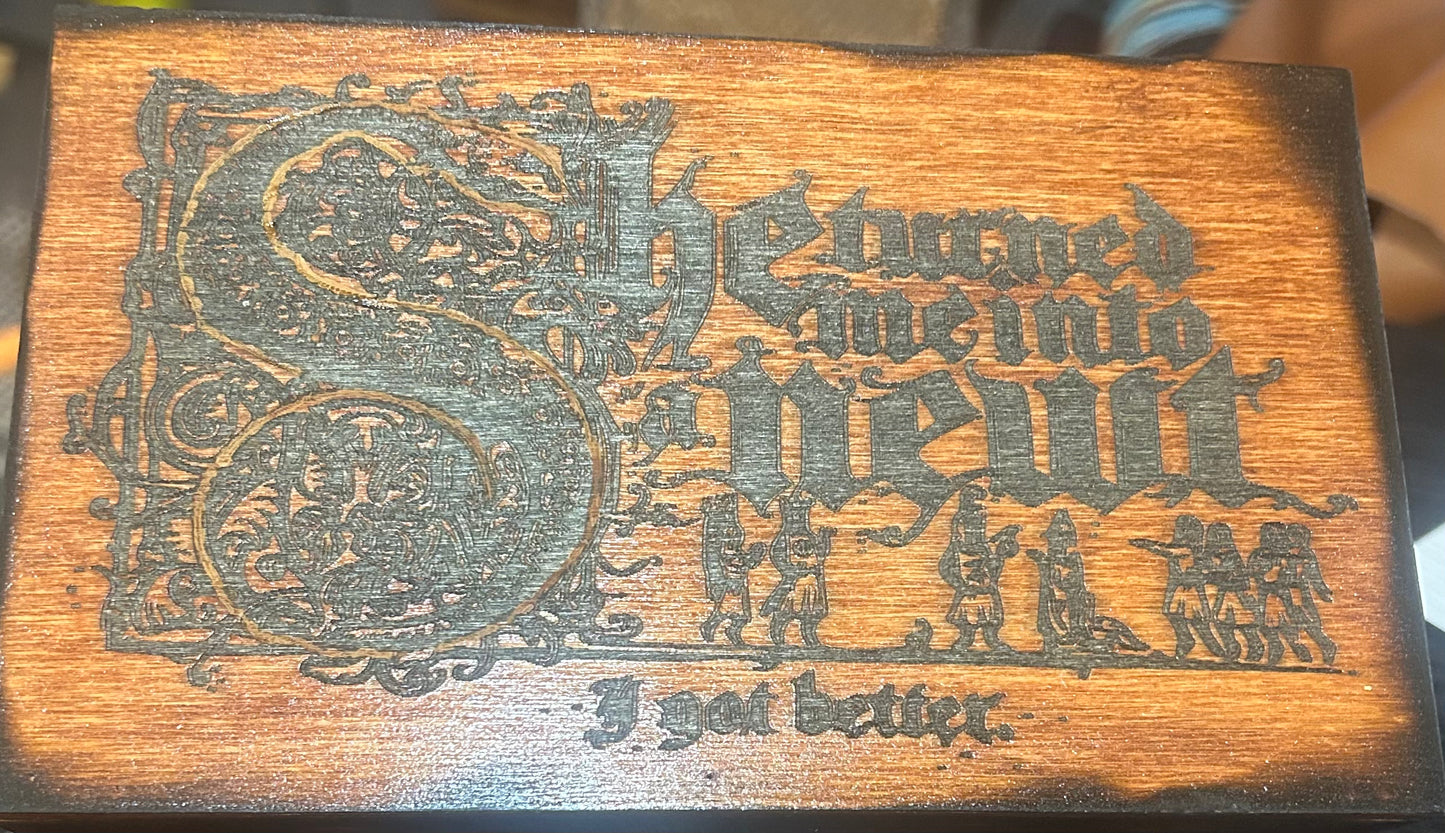 She turned
me into
a newt
I got better.